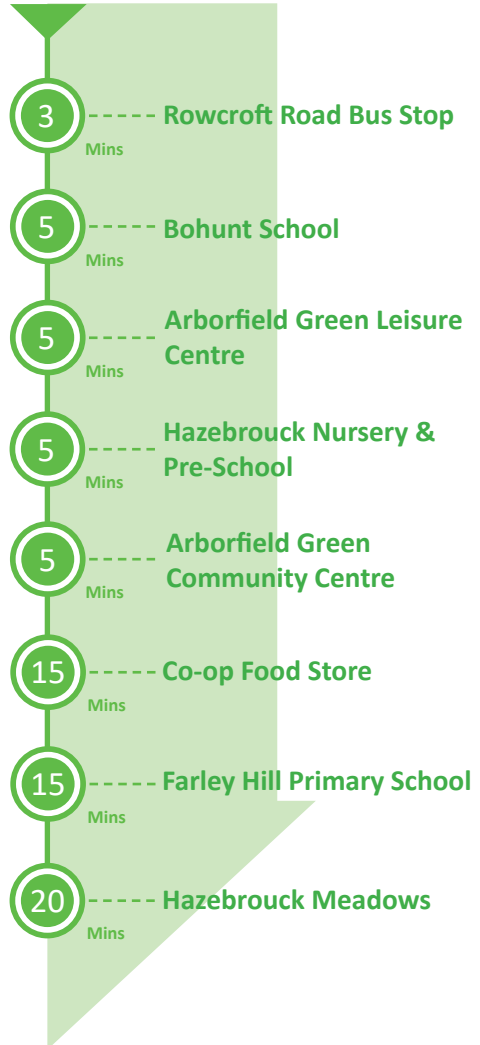 3
Mins
Rowcroft Road Bus Stop
5
Mins
Bohunt School
5
Mins
Arborfield Green Leisure
Centre
5
Mins
Hazebrouck Nursery &
Pre-School
5
Mins
Arborfield Green
Community Centre
15
Mins
Co-op Food Store
15
Mins
Farley Hill Primary School
20
Mins
Hazebrouck Meadows